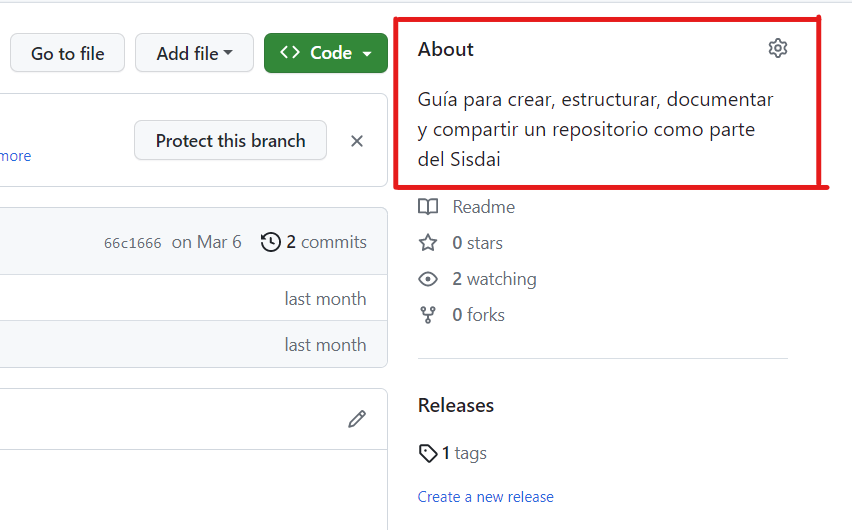 Go to file
Add file
Code
more
Protect this branch
66c1666 on Mar 6 2 commits
last month
last month
About
Guía para crear, estructurar, documentar
y compartir un repositorio como parte
del Sisdai
Readme
0 stars
2 watching
0 forks
Releases
1 tags
Create a new release